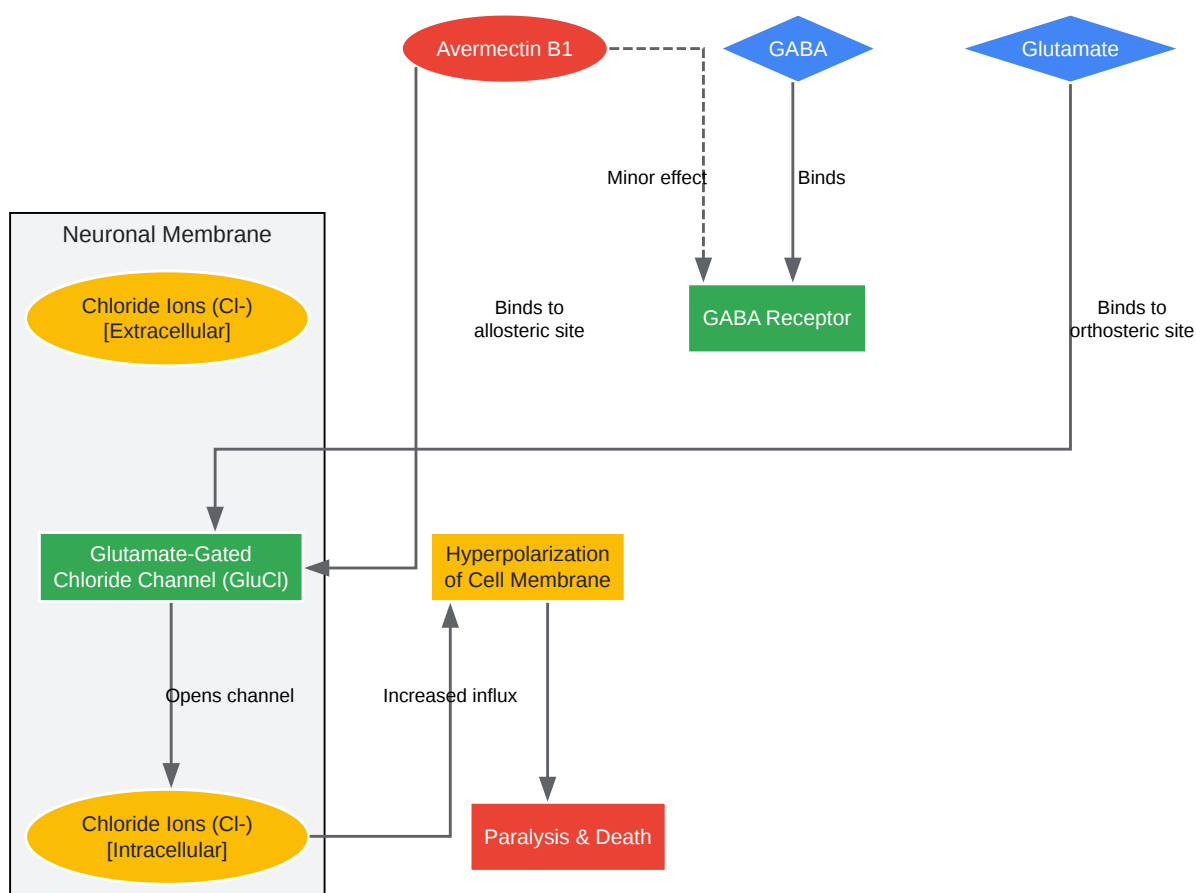 Avermectin B1
GABA
Glutamate
Minor effect
Binds
Neuronal Membrane
Chloride Ions (Cl-)
[Extracellular]
Binds to
allosteric site
GABA Receptor
Binds to
orthosteric site
Glutamate-Gated
Chloride Channel (GluCl)
Hyperpolarization
of Cell Membrane
Opens channel
Increased influx
Chloride Ions (Cl-)
[Intracellular]
Paralysis & Death